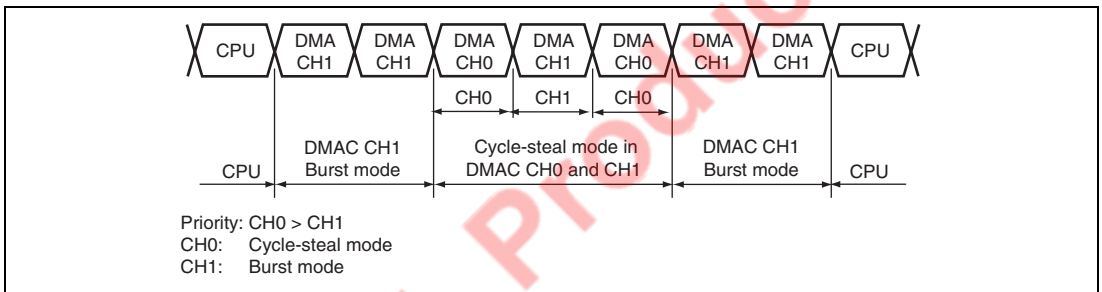 CPU DMA CH1 DMA CH1 DMA CH0 DMA CH1 DMA CH0 DMA CH1 DMA CH1 CPU
CH0 CH1 CH0
CPU DMAC CH1 Burst mode Cycle-steal mode in DMAC CH0 and CH1 DMAC CH1 Burst mode CPU
Priority: CH0 > CH1
CH0: Cycle-steal mode
CH1: Burst mode
Product